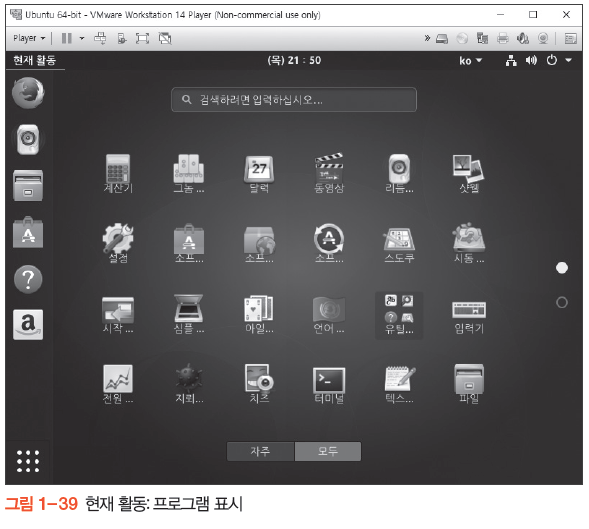 Ubuntu 64-bit - VMware Workstation 14 Player (Non-commercial use only)
Player
현재 활동 (목) 21 : 50 ko
검색하려면 입력하십시오...
27
계산기 그놈 ... 달력 동영상 리듬... 샷웰
설정 소프... 소프... 소프... 스도쿠 시동 ...
시작 ... 심플 ... 아일... 언어 ... 유틸... 입력기
전원 ... 지뢰... 치즈 터미널 텍스... 파일
자주 모두
그림 1-39 현재 활동: 프로그램 표시